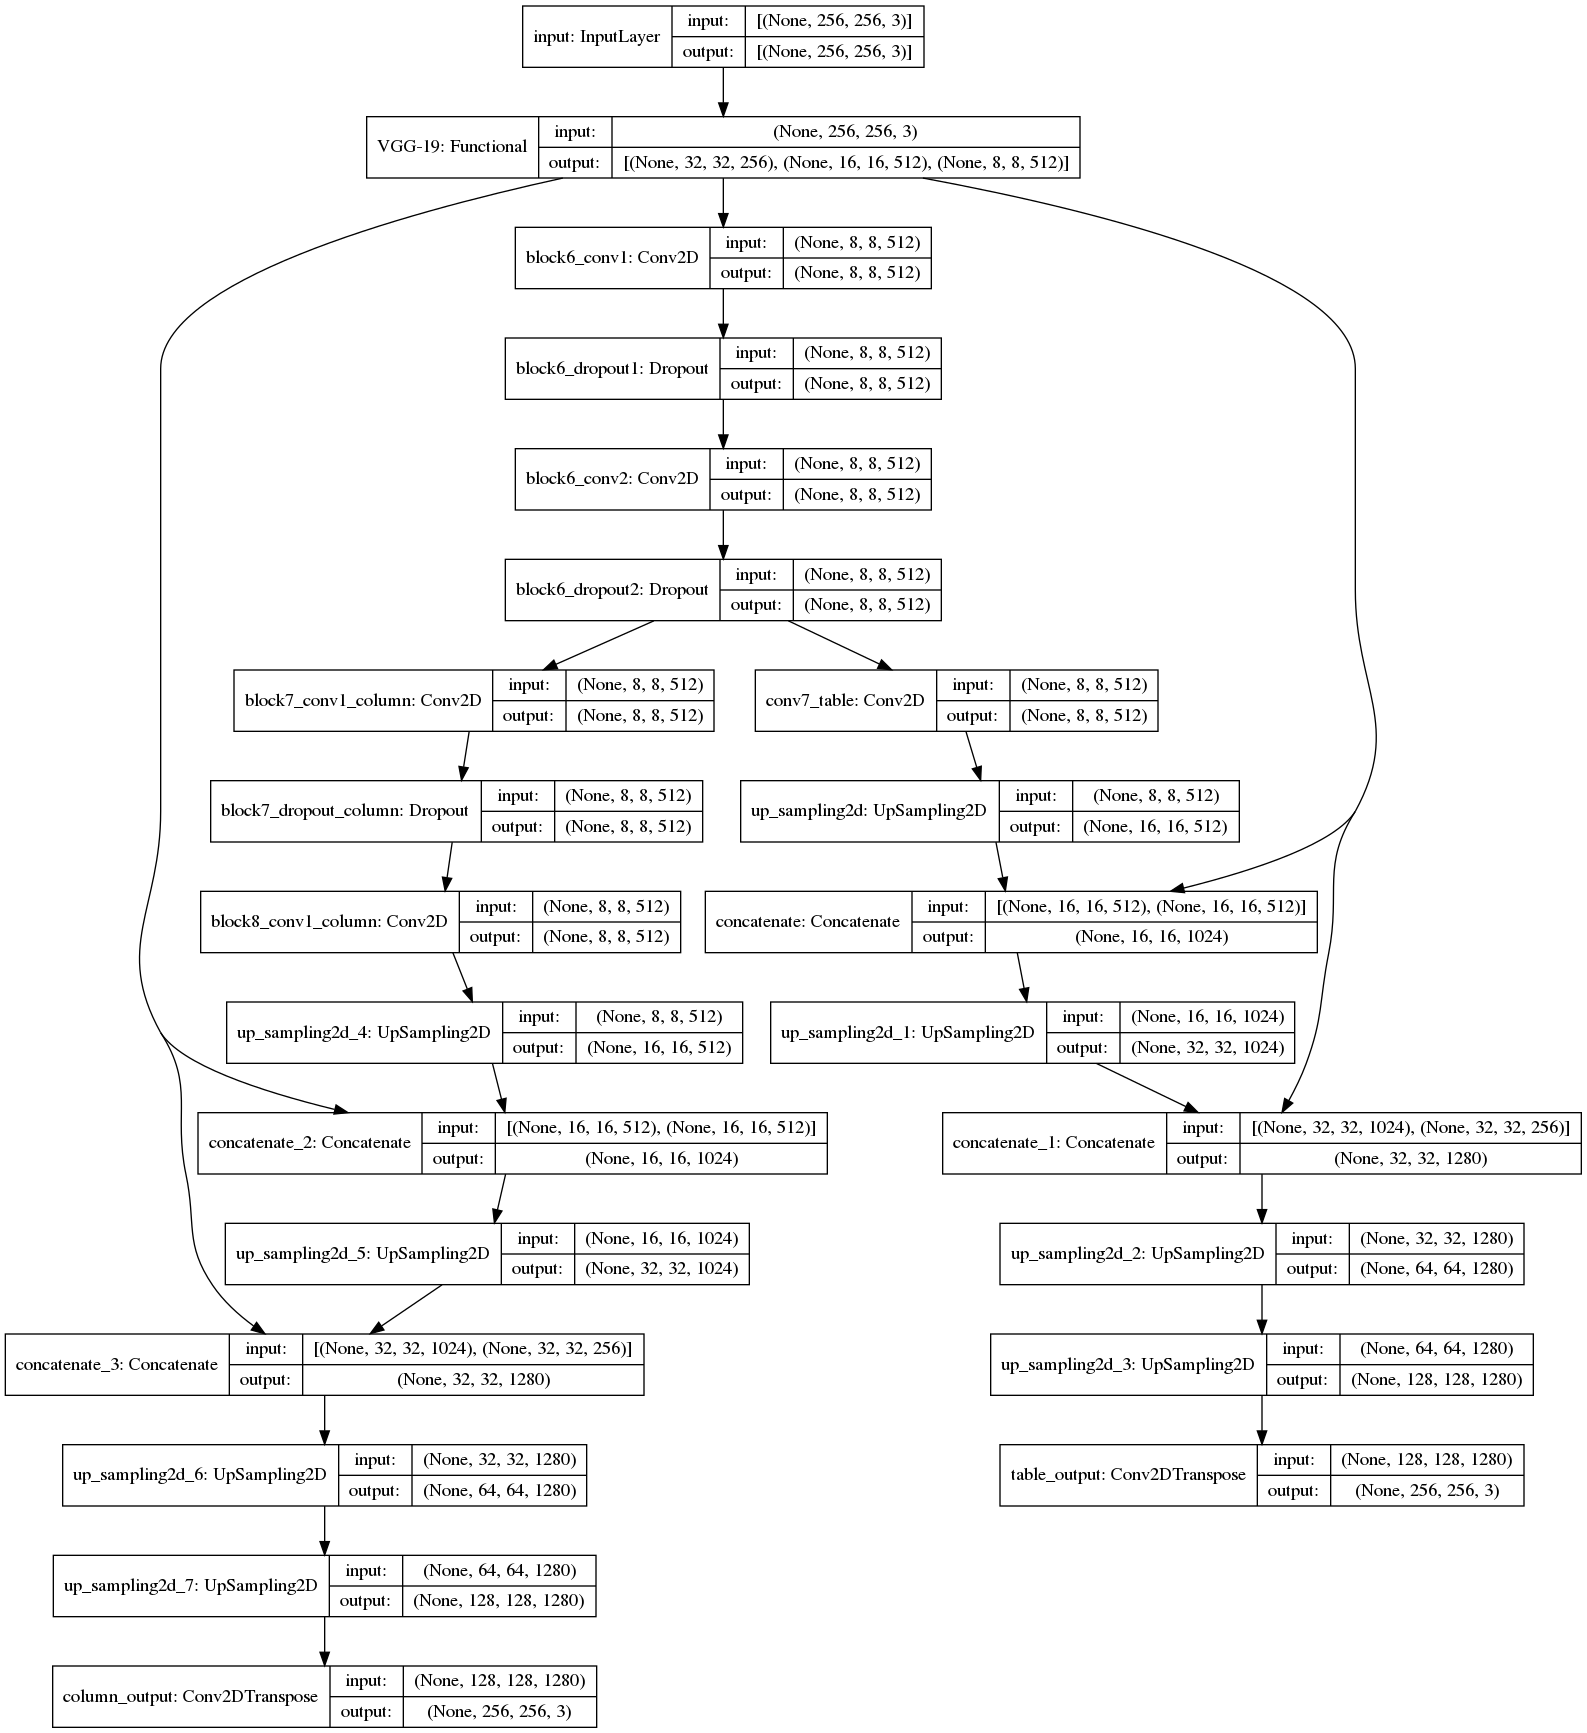 input: InputLayer
input: [(None, 256, 256, 3)]
output: [(None, 256, 256, 3)]
VGG-19: Functional
input: (None, 256, 256, 3)
output: [(None, 32, 32, 256), (None, 16, 16, 512), (None, 8, 8, 512)]
block6_conv1: Conv2D
input: (None, 8, 8, 512)
output: (None, 8, 8, 512)
block6_dropout1: Dropout
input: (None, 8, 8, 512)
output: (None, 8, 8, 512)
block6_conv2: Conv2D
input: (None, 8, 8, 512)
output: (None, 8, 8, 512)
block6_dropout2: Dropout
input: (None, 8, 8, 512)
output: (None, 8, 8, 512)
block7_conv1_column: Conv2D
input: (None, 8, 8, 512)
output: (None, 8, 8, 512)
conv7_table: Conv2D
input: (None, 8, 8, 512)
output: (None, 8, 8, 512)
block7_dropout_column: Dropout
input: (None, 8, 8, 512)
output: (None, 8, 8, 512)
up_sampling2d: UpSampling2D
input: (None, 8, 8, 512)
output: (None, 16, 16, 512)
block8_conv1_column: Conv2D
input: (None, 8, 8, 512)
output: (None, 8, 8, 512)
concatenate: Concatenate
input: [(None, 16, 16, 512), (None, 16, 16, 512)]
output: (None, 16, 16, 1024)
up_sampling2d_4: UpSampling2D
input: (None, 8, 8, 512)
output: (None, 16, 16, 512)
up_sampling2d_1: UpSampling2D
input: (None, 16, 16, 1024)
output: (None, 32, 32, 1024)
concatenate_2: Concatenate
input: [(None, 16, 16, 512), (None, 16, 16, 512)]
output: (None, 16, 16, 1024)
concatenate_1: Concatenate
input: [(None, 32, 32, 1024), (None, 32, 32, 256)]
output: (None, 32, 32, 1280)
up_sampling2d_5: UpSampling2D
input: (None, 16, 16, 1024)
output: (None, 32, 32, 1024)
up_sampling2d_2: UpSampling2D
input: (None, 32, 32, 1280)
output: (None, 64, 64, 1280)
concatenate_3: Concatenate
input: [(None, 32, 32, 1024), (None, 32, 32, 256)]
output: (None, 32, 32, 1280)
up_sampling2d_3: UpSampling2D
input: (None, 64, 64, 1280)
output: (None, 128, 128, 1280)
up_sampling2d_6: UpSampling2D
input: (None, 32, 32, 1280)
output: (None, 64, 64, 1280)
table_output: Conv2DTranspose
input: (None, 128, 128, 1280)
output: (None, 256, 256, 3)
up_sampling2d_7: UpSampling2D
input: (None, 64, 64, 1280)
output: (None, 128, 128, 1280)
column_output: Conv2DTranspose
input: (None, 128, 128, 1280)
output: (None, 256, 256, 3)